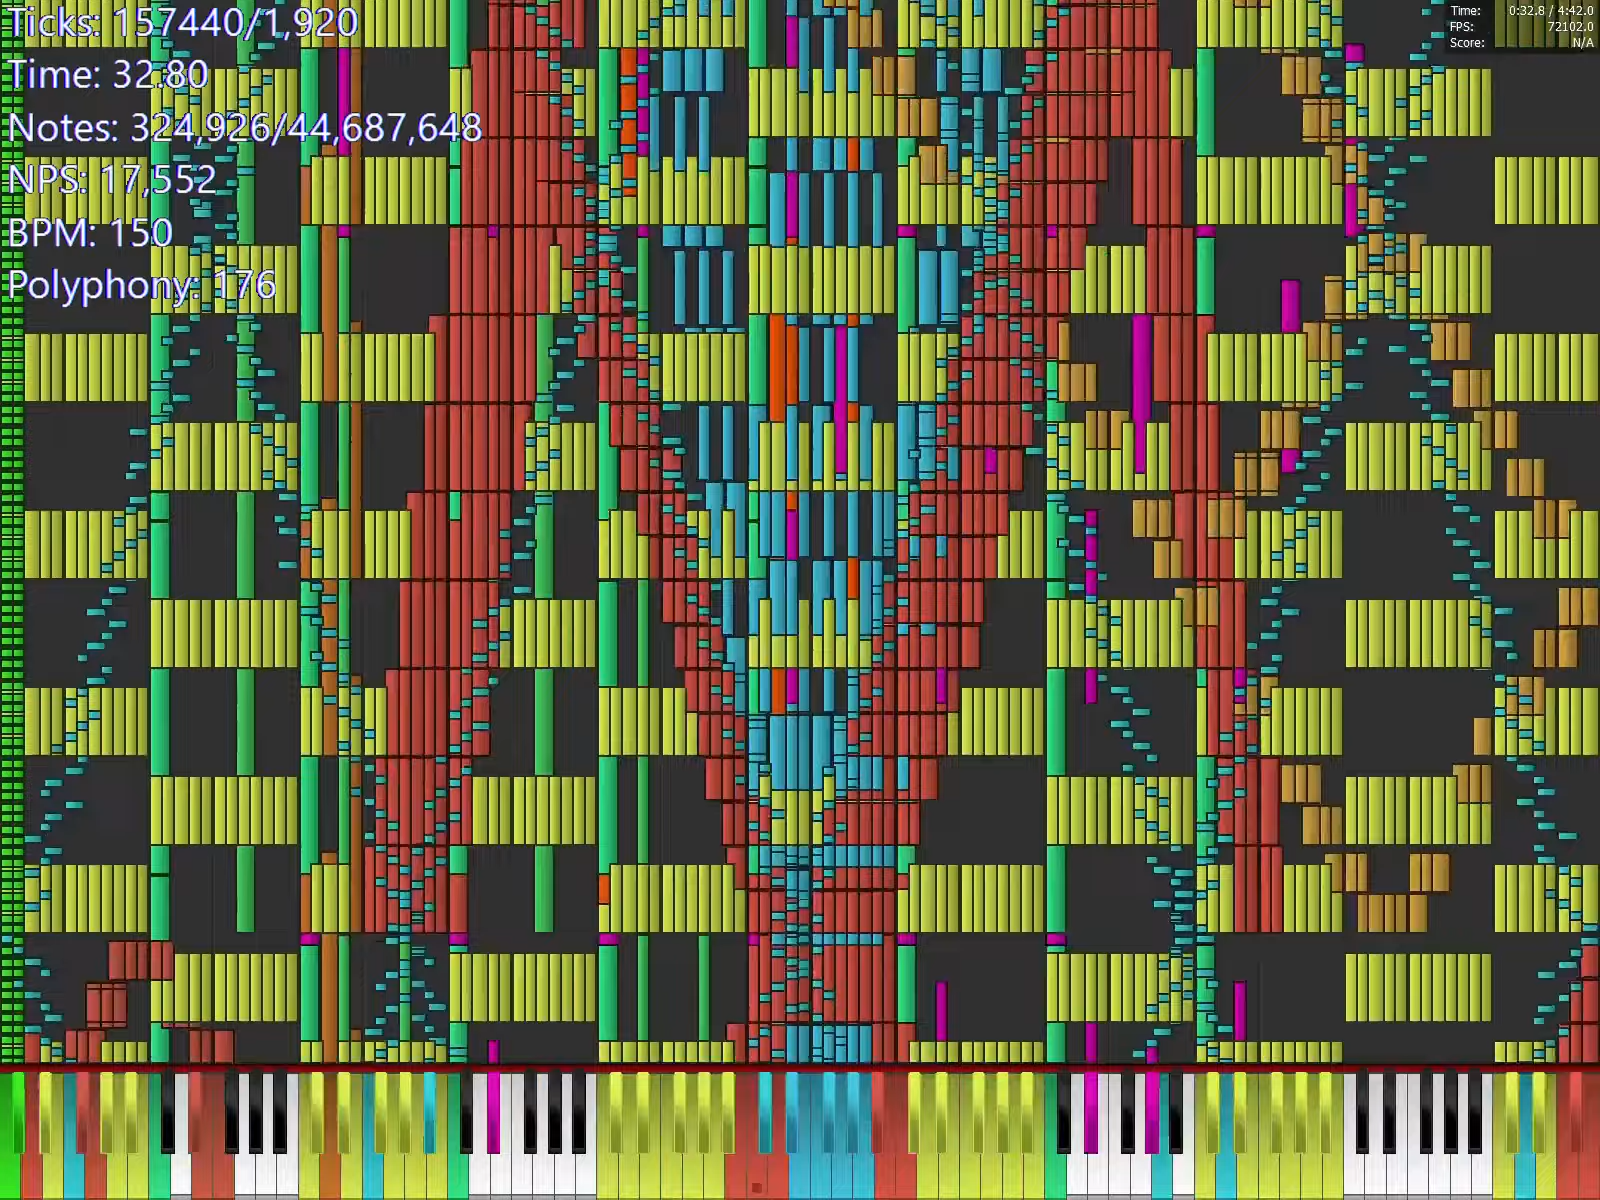 Ticks: 157440/1,920
Time: 32.80
Notes: 324,926/44,687,648
NPS: 17,552
BPM: 150
Polyphony: 176
Time: 0:32.8 / 4:42.0
FPS: 72102.0
Score: N/A